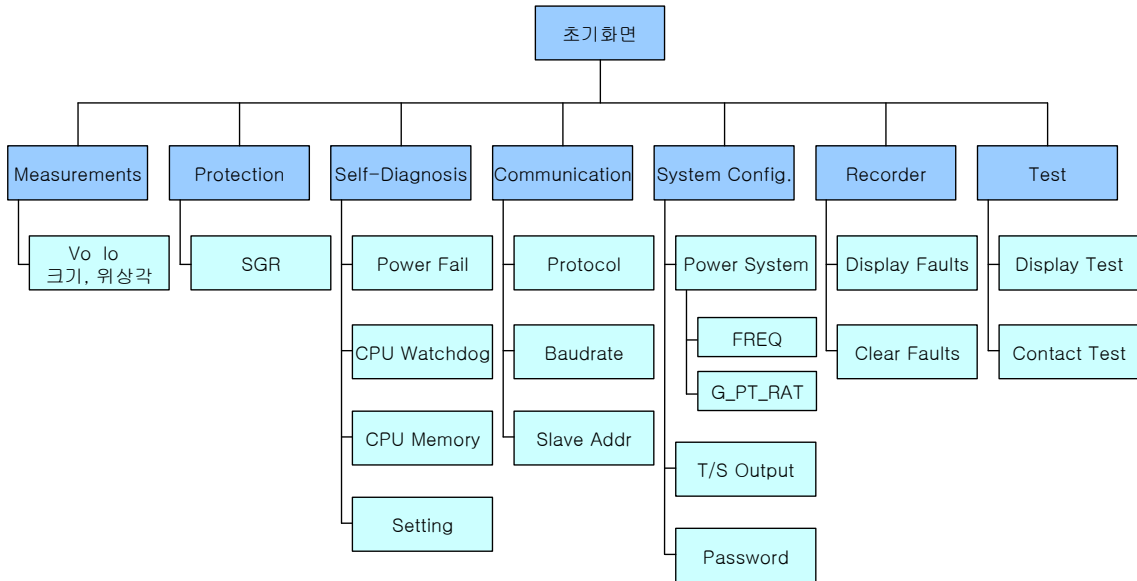 초기화면
Measurements
Protection
Self-Diagnosis
Communication
System Config.
Recorder
Test
Vo Io
크기, 위상각
SGR
Power Fail
Protocol
Power System
Display Faults
Display Test
FREQ
CPU Watchdog
Baudrate
Clear Faults
Contact Test
G_PT_RAT
CPU Memory
Slave Addr
T/S Output
Setting
Password